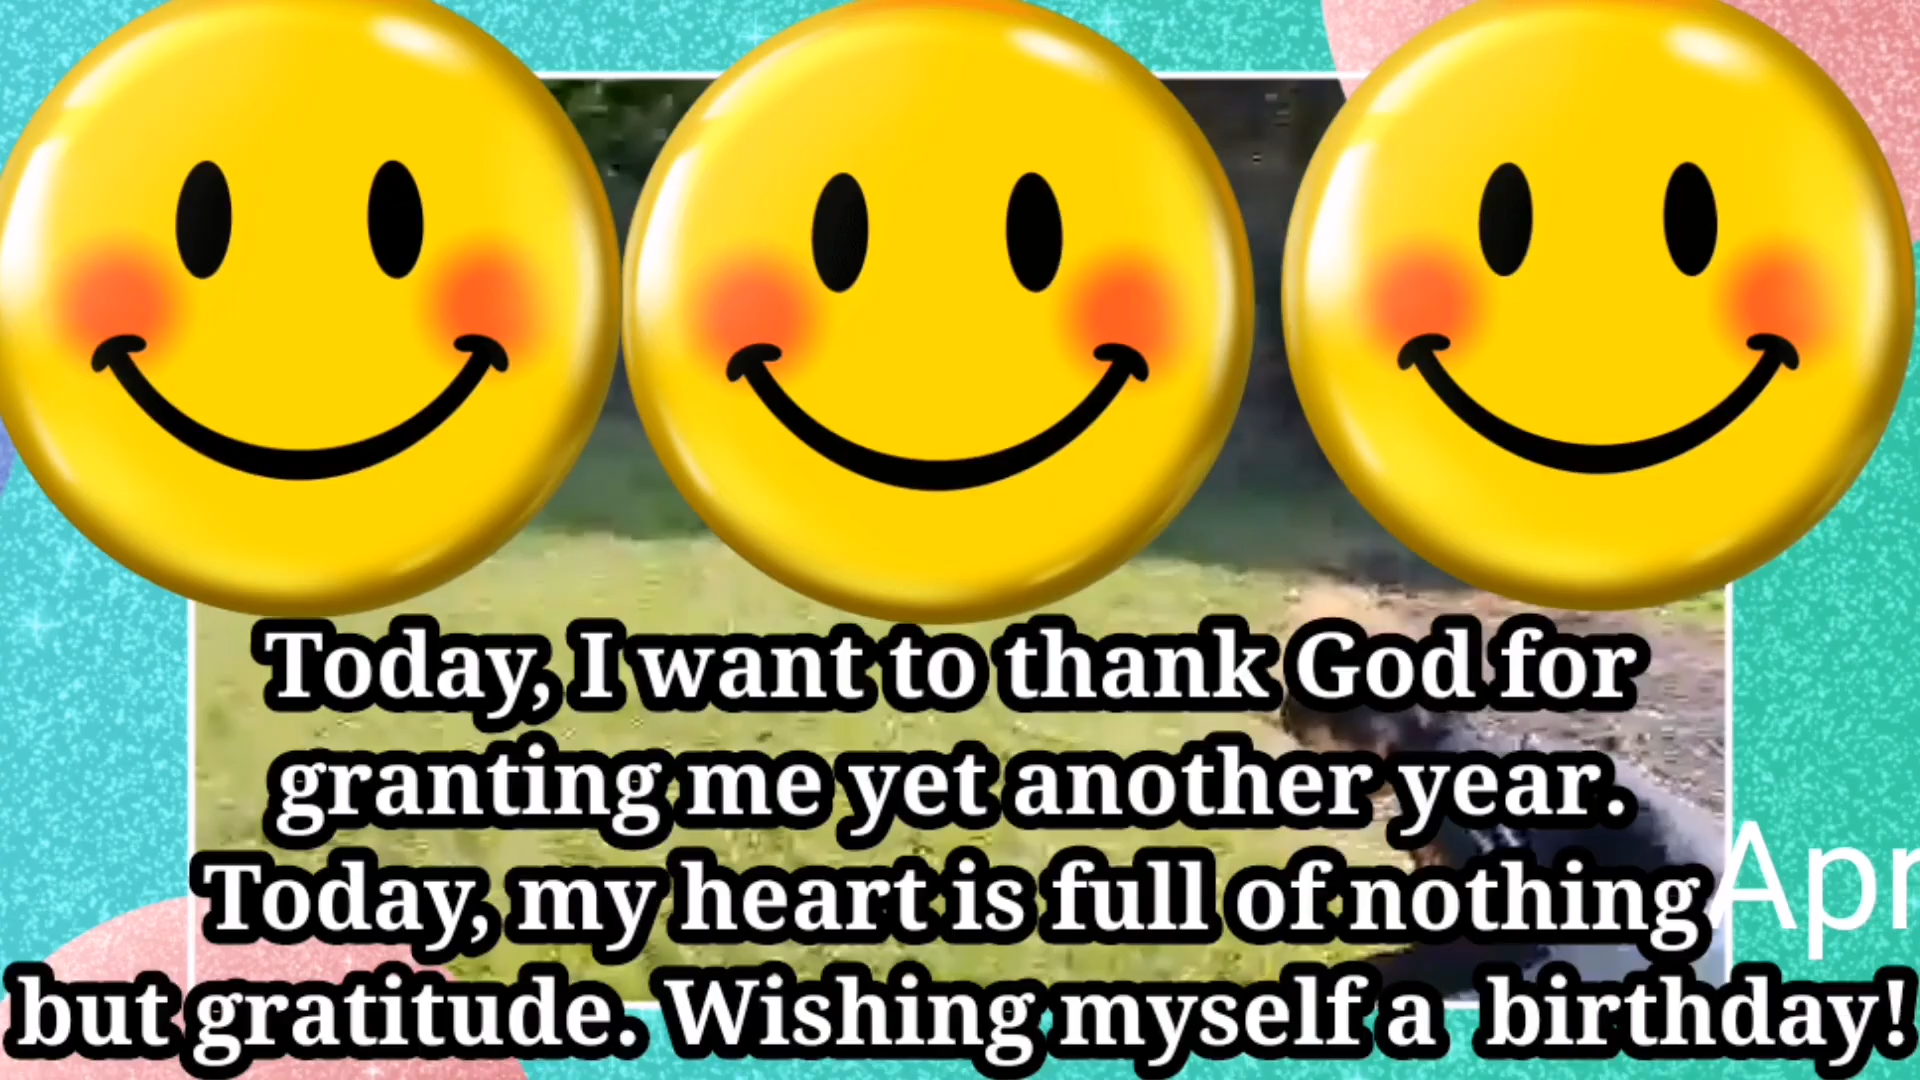 Today, I want to thank God for
granting me yet another year.
Today, my heart is full of nothing
Apr
but gratitude. Wishing myself a  birthday!